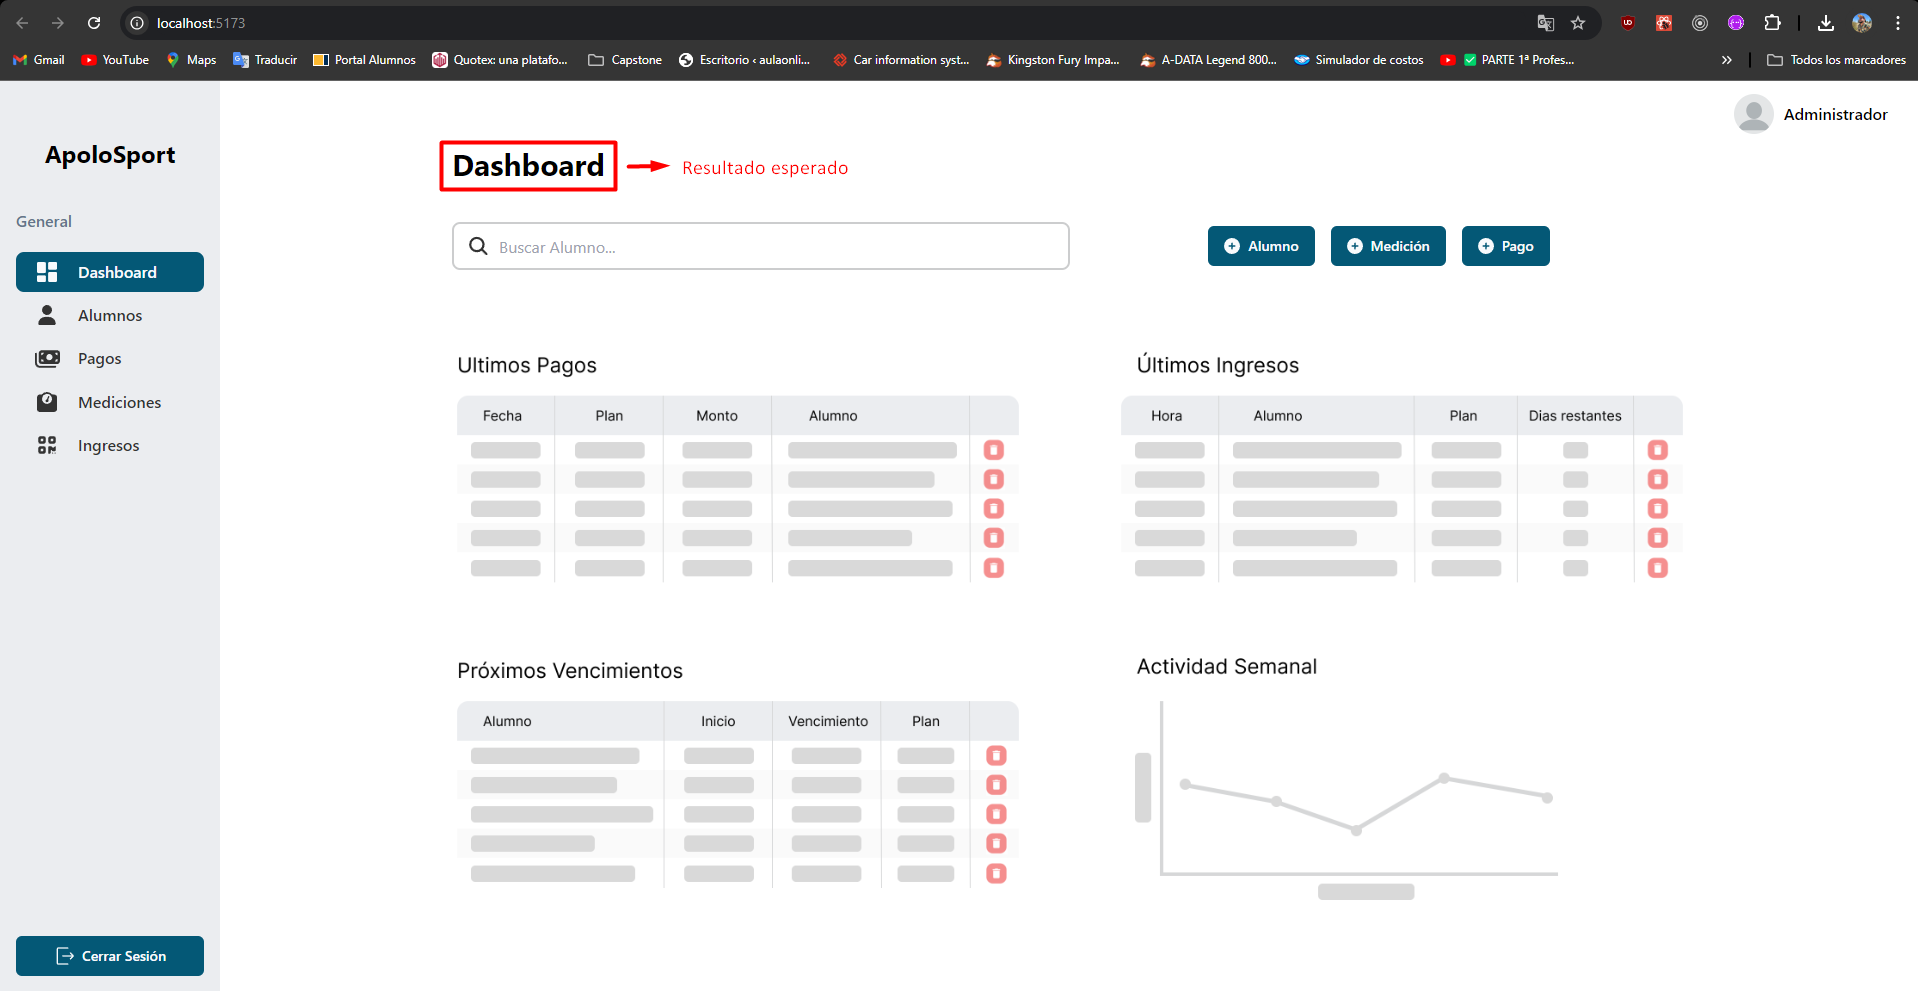 localhost:5173
Gmail
YouTube
Maps
Traducir
Portal Alumnos
Quotex: una platafo...
Capstone
Escritorio ‹ aulaonli...
Car information syst...
Kingston Fury Impa...
A-DATA Legend 800...
Simulador de costos
PARTE 1ª Profes...
»
Todos los marcadores
Administrador
ApoloSport
Dashboard
Resultado esperado
General
Buscar Alumno...
Alumno
Medición
Pago
Dashboard
Alumnos
Pagos
Mediciones
Ingresos
Ultimos Pagos
Fecha Plan Monto Alumno
Últimos Ingresos
Hora Alumno Plan Dias restantes
Próximos Vencimientos
Alumno Inicio Vencimiento Plan
Actividad Semanal
Cerrar Sesión